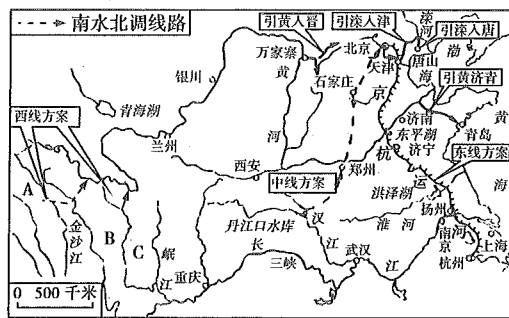 南水北调线路
引黄入晋
引滦入津
引滦入唐
滦河
渤
海
万家寨
北京
天津
唐山
银川
黄
河
石家庄
京
引黄济青
青海湖
济南
黄
西线方案
东平湖
青岛
兰州
杭
济宁
西安
郑州
东线方案
中线方案
运
海
A
洪泽湖
金沙江
B
C
岷
江
丹江口水库
汉
江
淮河
扬州
河
长
南京
上海
重庆
三峡
武汉
江
杭州
0 500千米